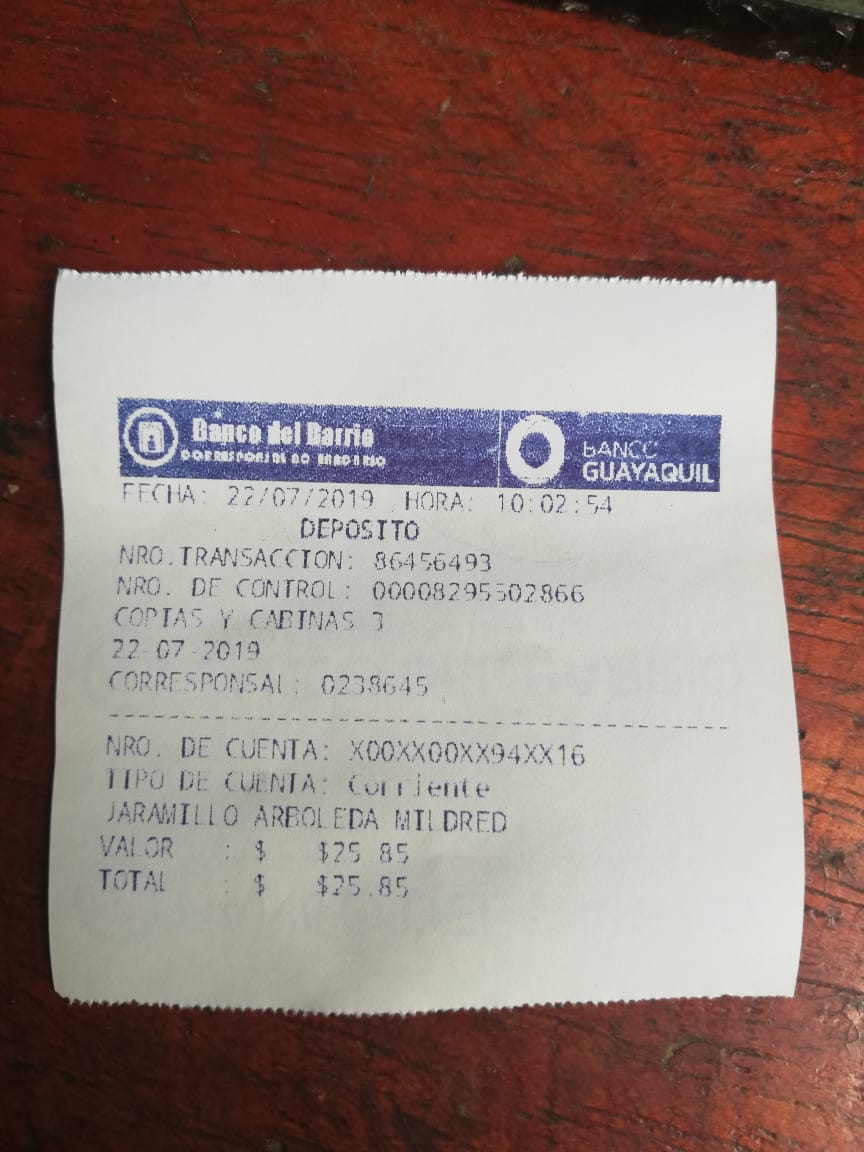 Banco del Barrio
CORRESPONSAL NO BANCARIO
BANCO
GUAYAQUIL
FECHA: 22/07/2019 HORA: 10:02:54
DEPOSITO
NRO.TRANSACCION: 86456493
NRO. DE CONTROL: 00008295502866
COPIAS Y CABINAS 3
22-07-2019
CORRESPONSAL: 0238645
NRO. DE CUENTA: X00XX00XX94XX16
TIPO DE CUENTA: Corriente
JARAMILLO ARBOLEDA MILDRED
VALOR : $ $25.85
TOTAL : $ $25.85